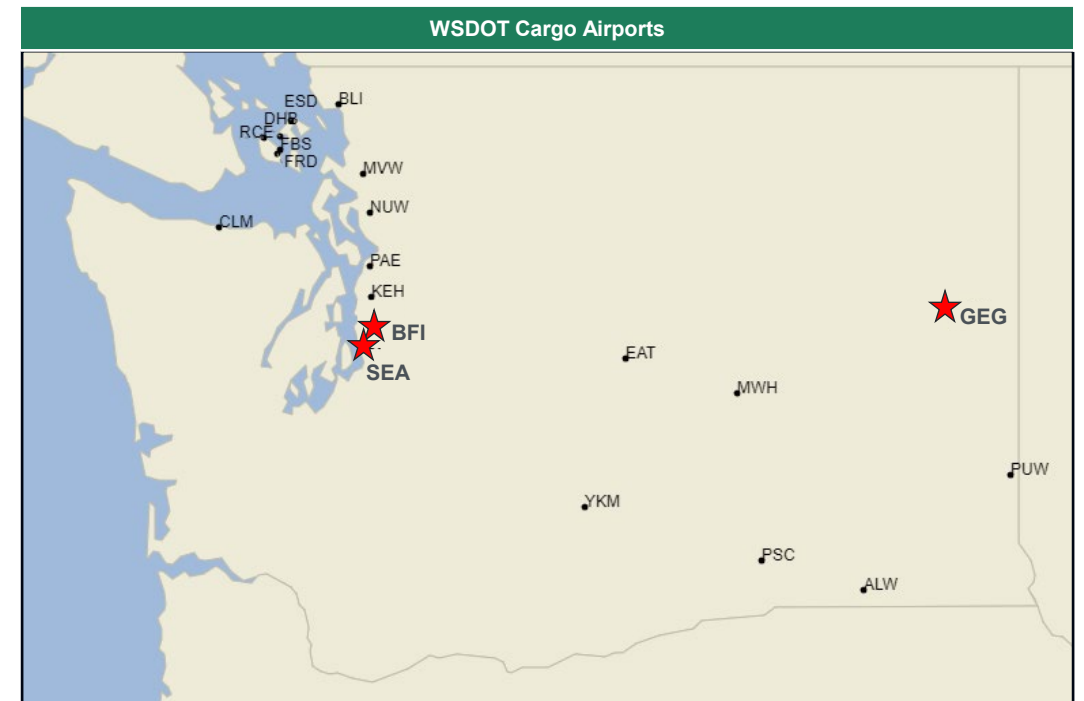 WSDOT Cargo Airports
ESD
BLI
DHB
RCE
FBS
FRD
MVW
NUW
CLM
PAE
KEH
BFI
GEG
SEA
EAT
MWH
PUW
YKM
PSC
ALW